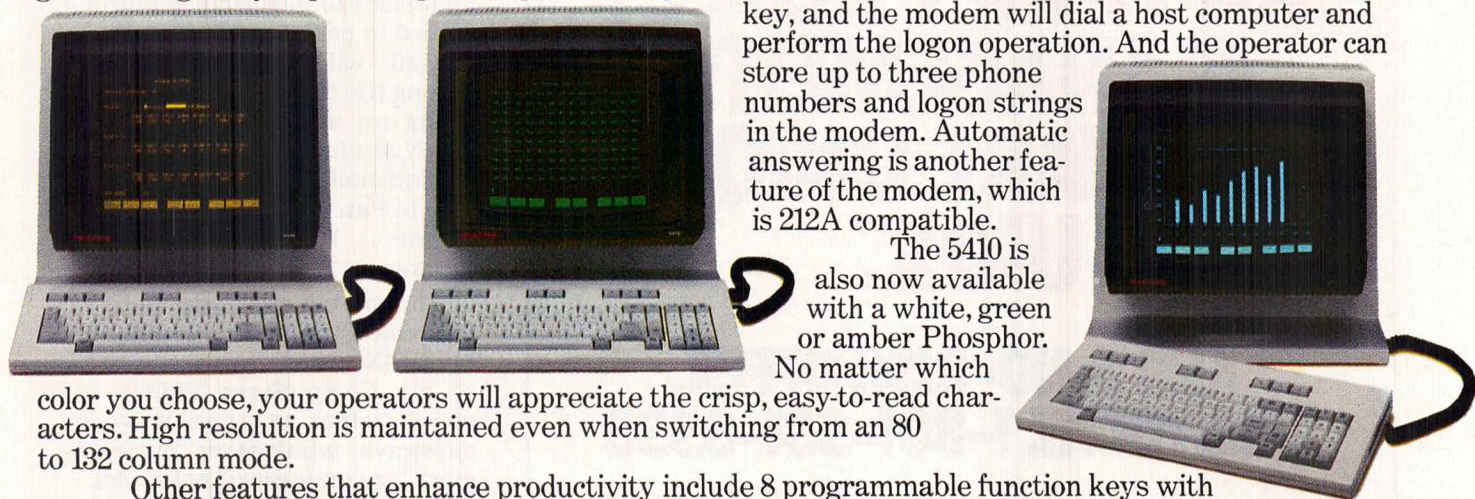 key, and the modem will dial a host computer and
perform the logon operation. And the operator can
store up to three phone
numbers and logon strings
in the modem. Automatic
answering is another fea-
ture of the modem, which
is 212A compatible.
The 5410 is
also now available
with a white, green
or amber Phosphor.
No matter which
color you choose, your operators will appreciate the crisp, easy-to-read char-
acters. High resolution is maintained even when switching from an 80
to 132 column mode.
Other features that enhance productivity include 8 programmable function keys with